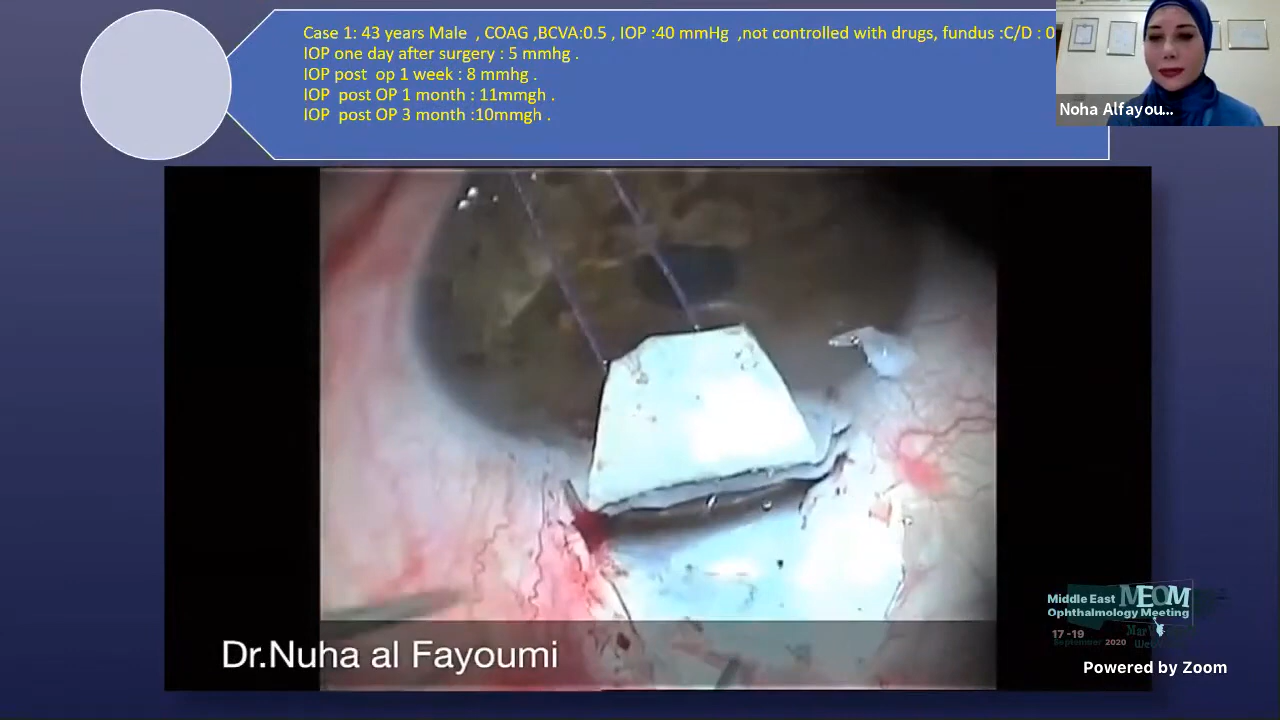 Case 1: 43 years Male , COAG ,BCVA:0.5 , IOP :40 mmHg ,not controlled with drugs, fundus :C/D : 0
IOP one day after surgery : 5 mmhg .
IOP post op 1 week : 8 mmhg .
IOP post OP 1 month : 11mmgh .
IOP post OP 3 month :10mmgh .
Noha Alfayou...
Dr.Nuha al Fayoumi
Middle East MEOM
Ophthalmology Meeting
17 -19
September 2020
Powered by Zoom